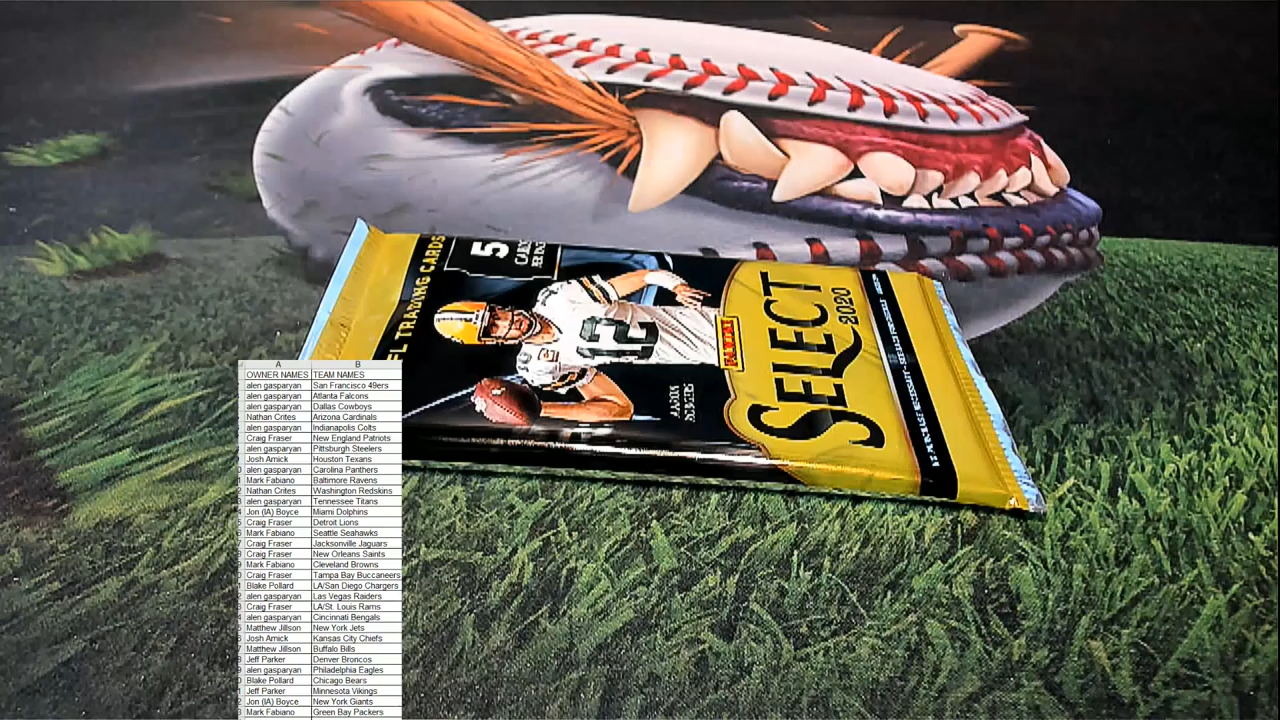 5
CARDS
PER PACK
NFL TRADING CARDS
12
PANINI
SELECT
2020
AARON
RODGERS
A B
OWNER NAMES TEAM NAMES
alen gasparyan San Francisco 49ers
alen gasparyan Atlanta Falcons
alen gasparyan Dallas Cowboys
Nathan Crites Arizona Cardinals
alen gasparyan Indianapolis Colts
Craig Fraser New England Patriots
alen gasparyan Pittsburgh Steelers
Josh Amick Houston Texans
alen gasparyan Carolina Panthers
Mark Fabiano Baltimore Ravens
Nathan Crites Washington Redskins
alen gasparyan Tennessee Titans
Jon (IA) Boyce Miami Dolphins
Craig Fraser Detroit Lions
Mark Fabiano Seattle Seahawks
Craig Fraser Jacksonville Jaguars
Craig Fraser New Orleans Saints
Mark Fabiano Cleveland Browns
Craig Fraser Tampa Bay Buccaneers
Blake Pollard LA/San Diego Chargers
alen gasparyan Las Vegas Raiders
Craig Fraser LA/St. Louis Rams
alen gasparyan Cincinnati Bengals
Matthew Jillson New York Jets
Josh Amick Kansas City Chiefs
Matthew Jillson Buffalo Bills
Jeff Parker Denver Broncos
alen gasparyan Philadelphia Eagles
Blake Pollard Chicago Bears
Jeff Parker Minnesota Vikings
Jon (IA) Boyce New York Giants
Mark Fabiano Green Bay Packers